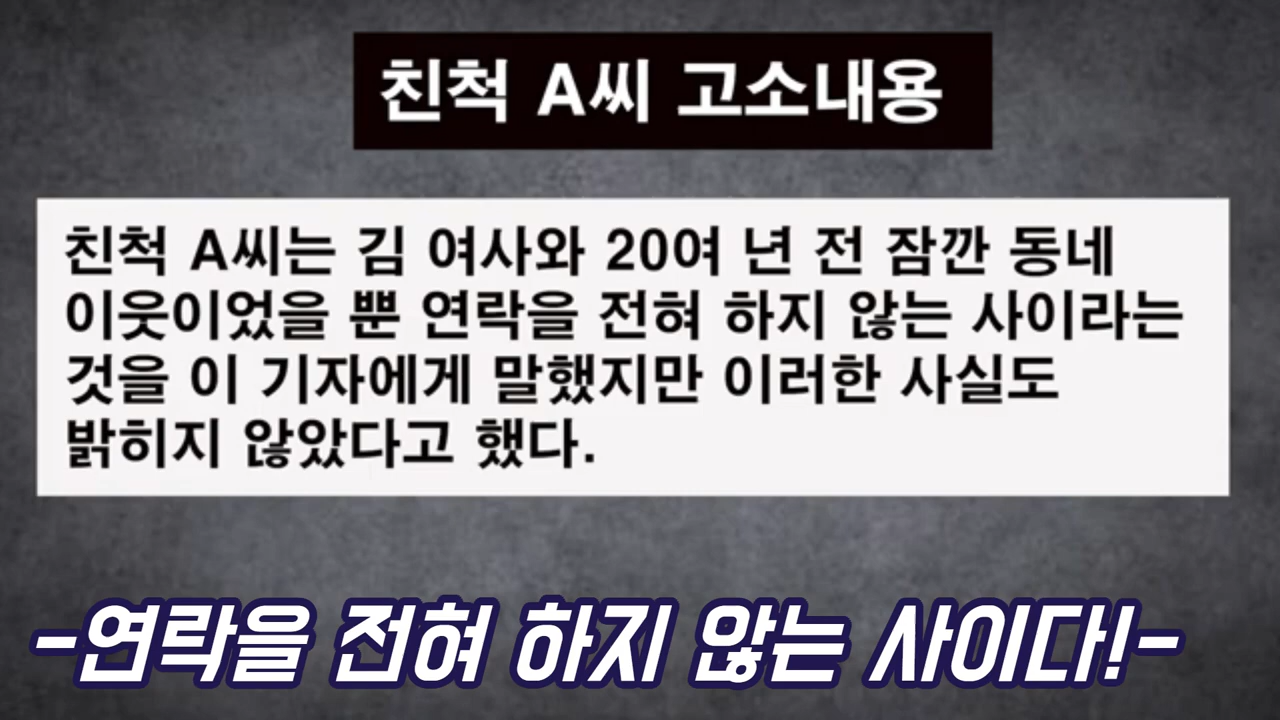 친척 A씨 고소내용
친척 A씨는 김 여사와 20여 년 전 잠깐 동네
이웃이었을 뿐 연락을 전혀 하지 않는 사이라는
것을 이 기자에게 말했지만 이러한 사실도
밝히지 않았다고 했다.
-연락을 전혀 하지 않는 사이다!-